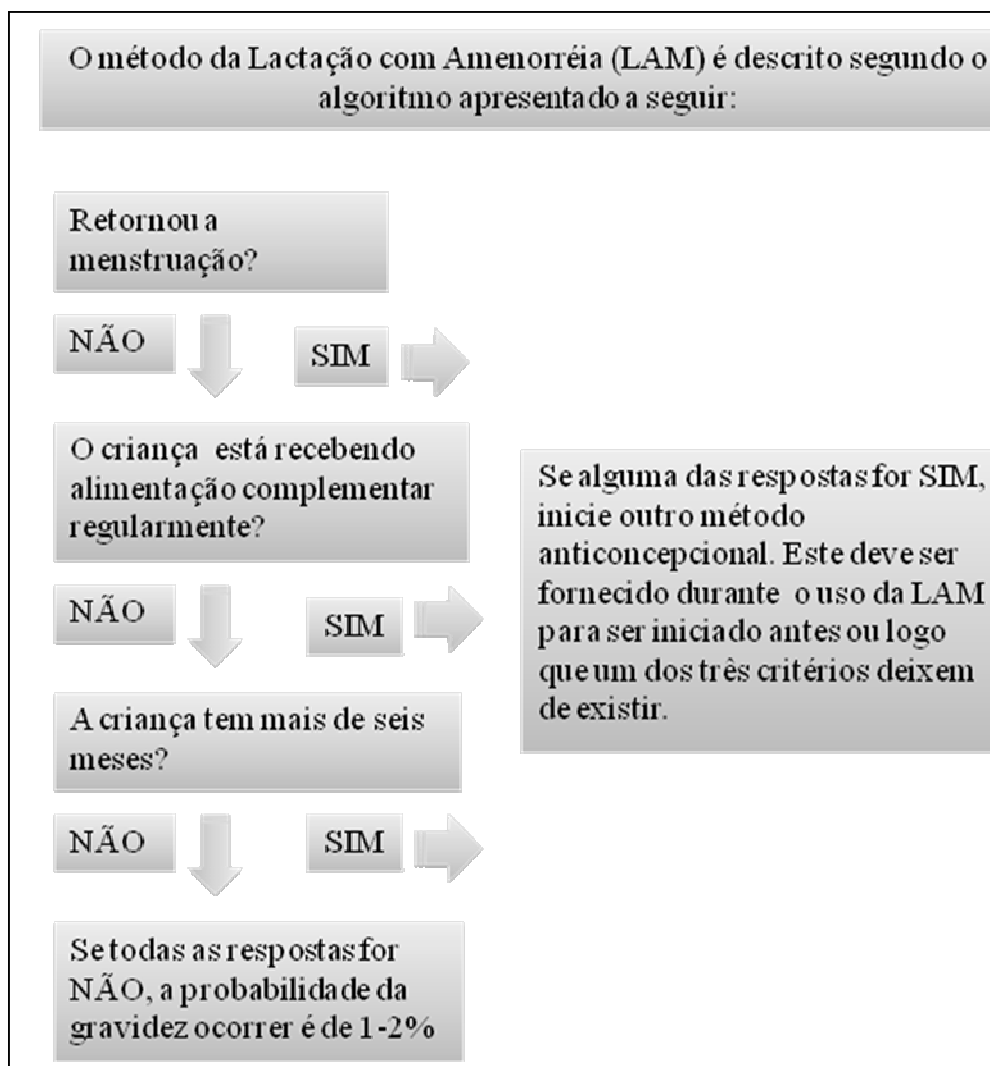 O método da Lactação com Amenorréia (LAM) é descrito segundo o
algoritmo apresentado a seguir:
Retornou a
menstruação?
NÃO
SIM
O criança está recebendo
alimentação complementar
regularmente?
NÃO
SIM
A criança tem mais de seis
meses?
NÃO
SIM
Se todas as respostas for
NÃO, a probabilidade da
gravidez ocorrer é de 1-2%
Se alguma das respostas for SIM,
inicie outro método
anticoncepcional. Este deve ser
fornecido durante o uso da LAM
para ser iniciado antes ou logo
que um dos três critérios deixem
de existir.